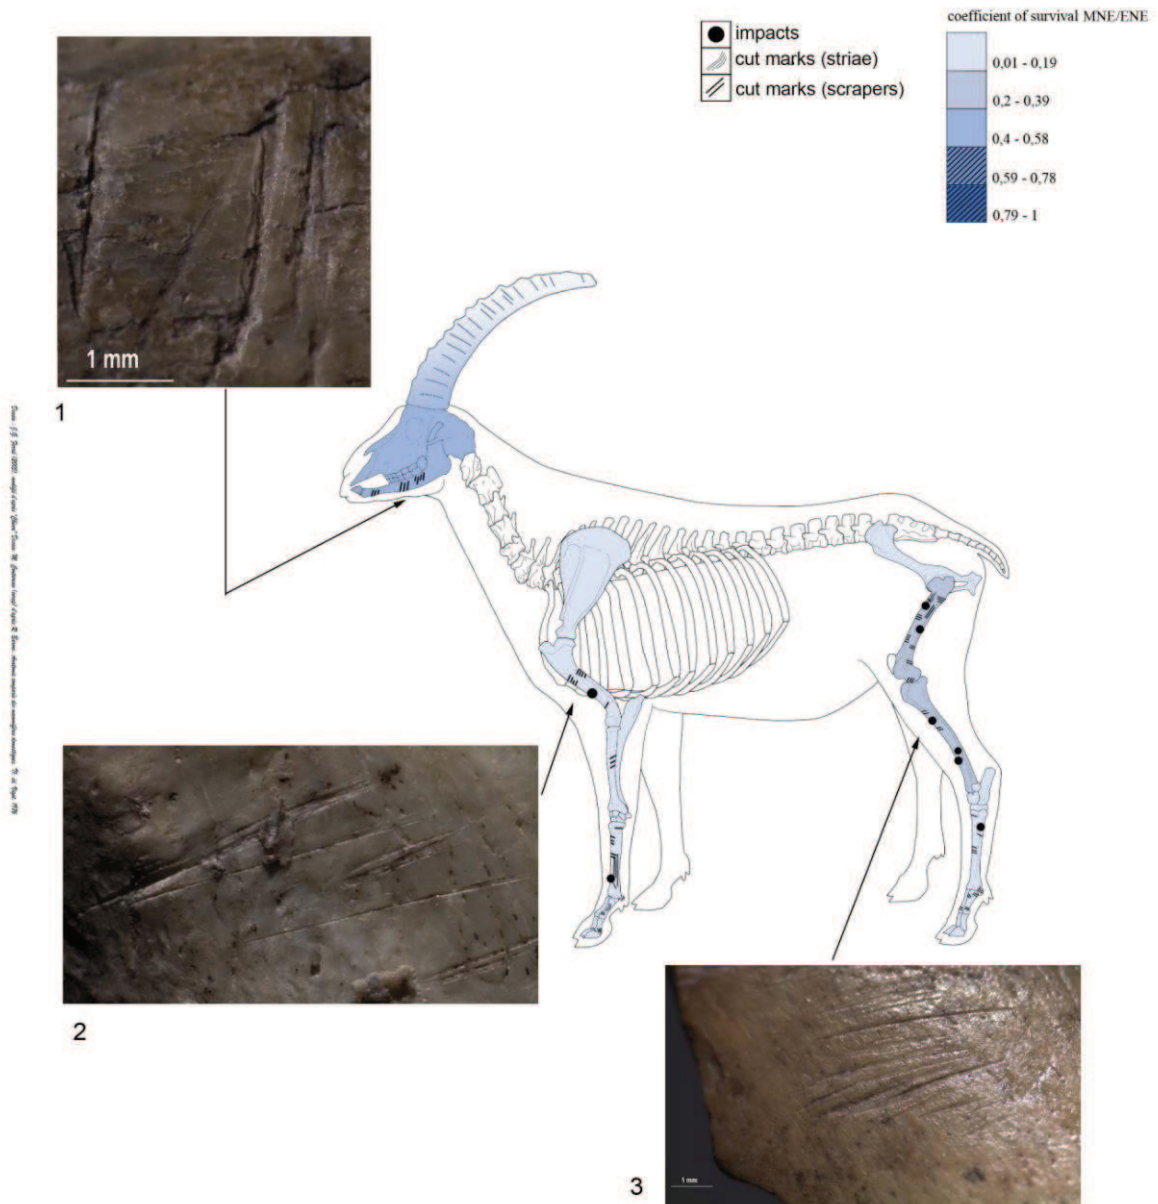 coefficient of survival MNE/ENE
impacts
cut marks (striae)
cut marks (scrapers)
0,01 - 0,19
0,2 - 0,39
0,4 - 0,58
0,59 - 0,78
0,79 - 1
1 mm
1
2
1 mm
3